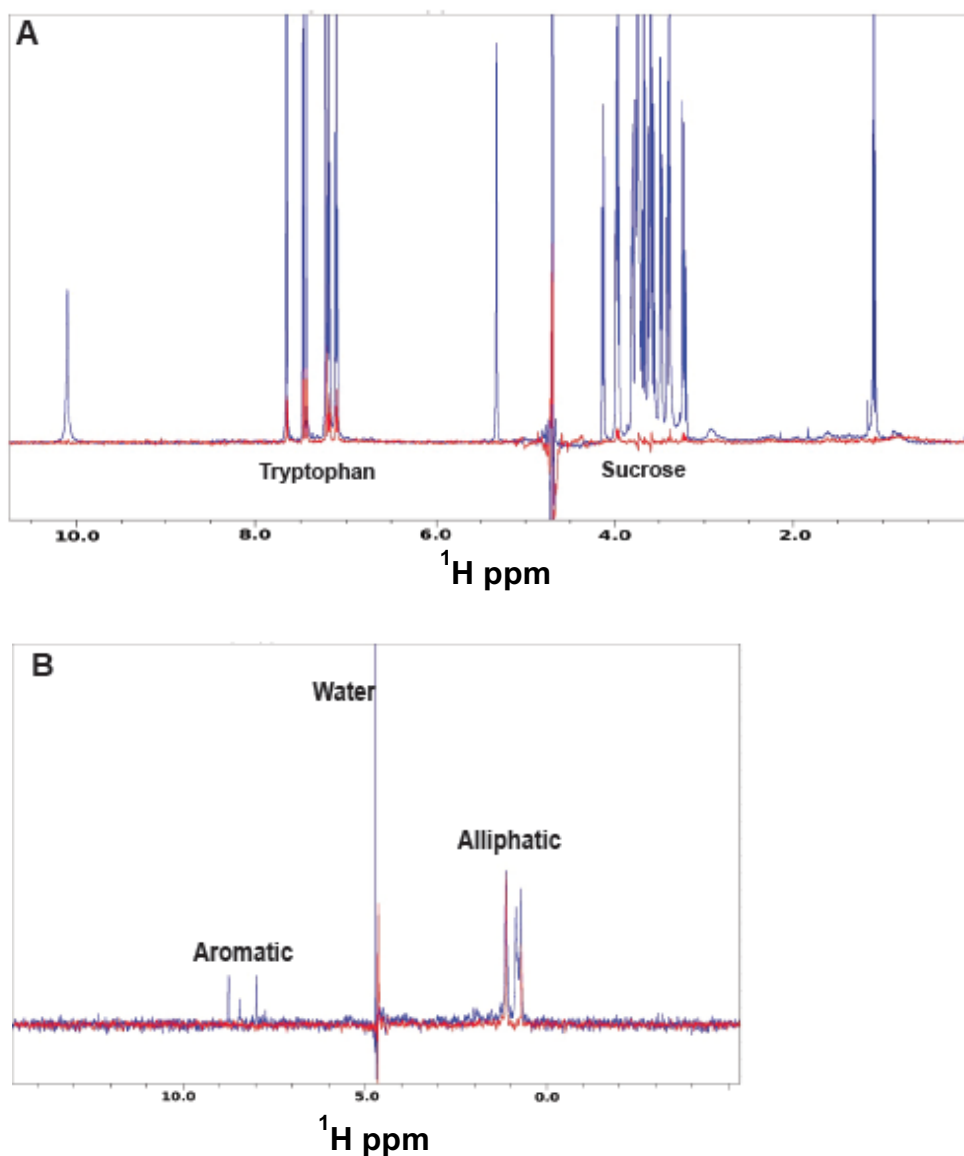 A
Tryptophan
Sucrose
10.0 8.0 6.0 4.0 2.0
¹H ppm
B
Water
Alliphatic
Aromatic
10.0 5.0 0.0
¹H ppm